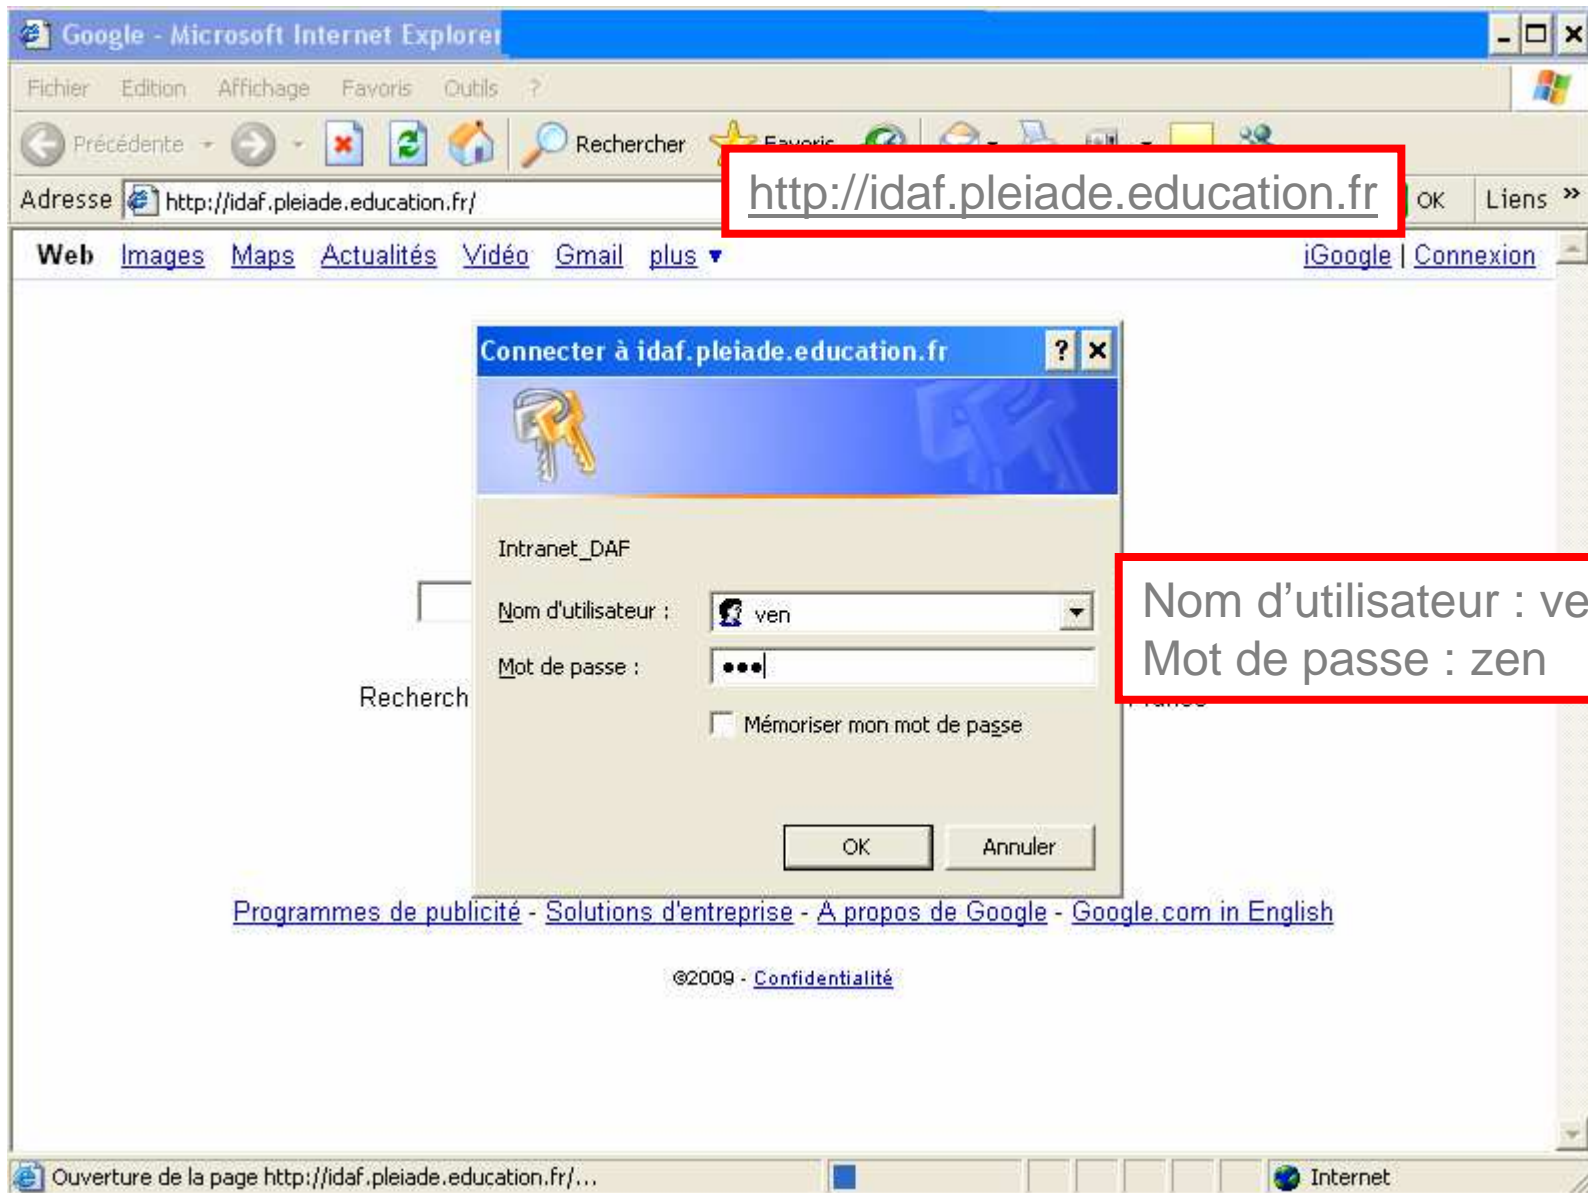 Google - Microsoft Internet Explorer
Fichier Edition Affichage Favoris Outils ?
Précédente Rechercher Favoris
Adresse http://idaf.pleiade.education.fr/ OK Liens »
http://idaf.pleiade.education.fr
Web Images Maps Actualités Vidéo Gmail plus ▼ iGoogle | Connexion
Connecter à idaf.pleiade.education.fr
Intranet_DAF
Nom d'utilisateur : ven
Mot de passe : •••
Mémoriser mon mot de passe
OK Annuler
Nom d’utilisateur : ve
Mot de passe : zen
Recherch
Programmes de publicité - Solutions d'entreprise - A propos de Google - Google.com in English
©2009 - Confidentialité
Ouverture de la page http://idaf.pleiade.education.fr/... Internet